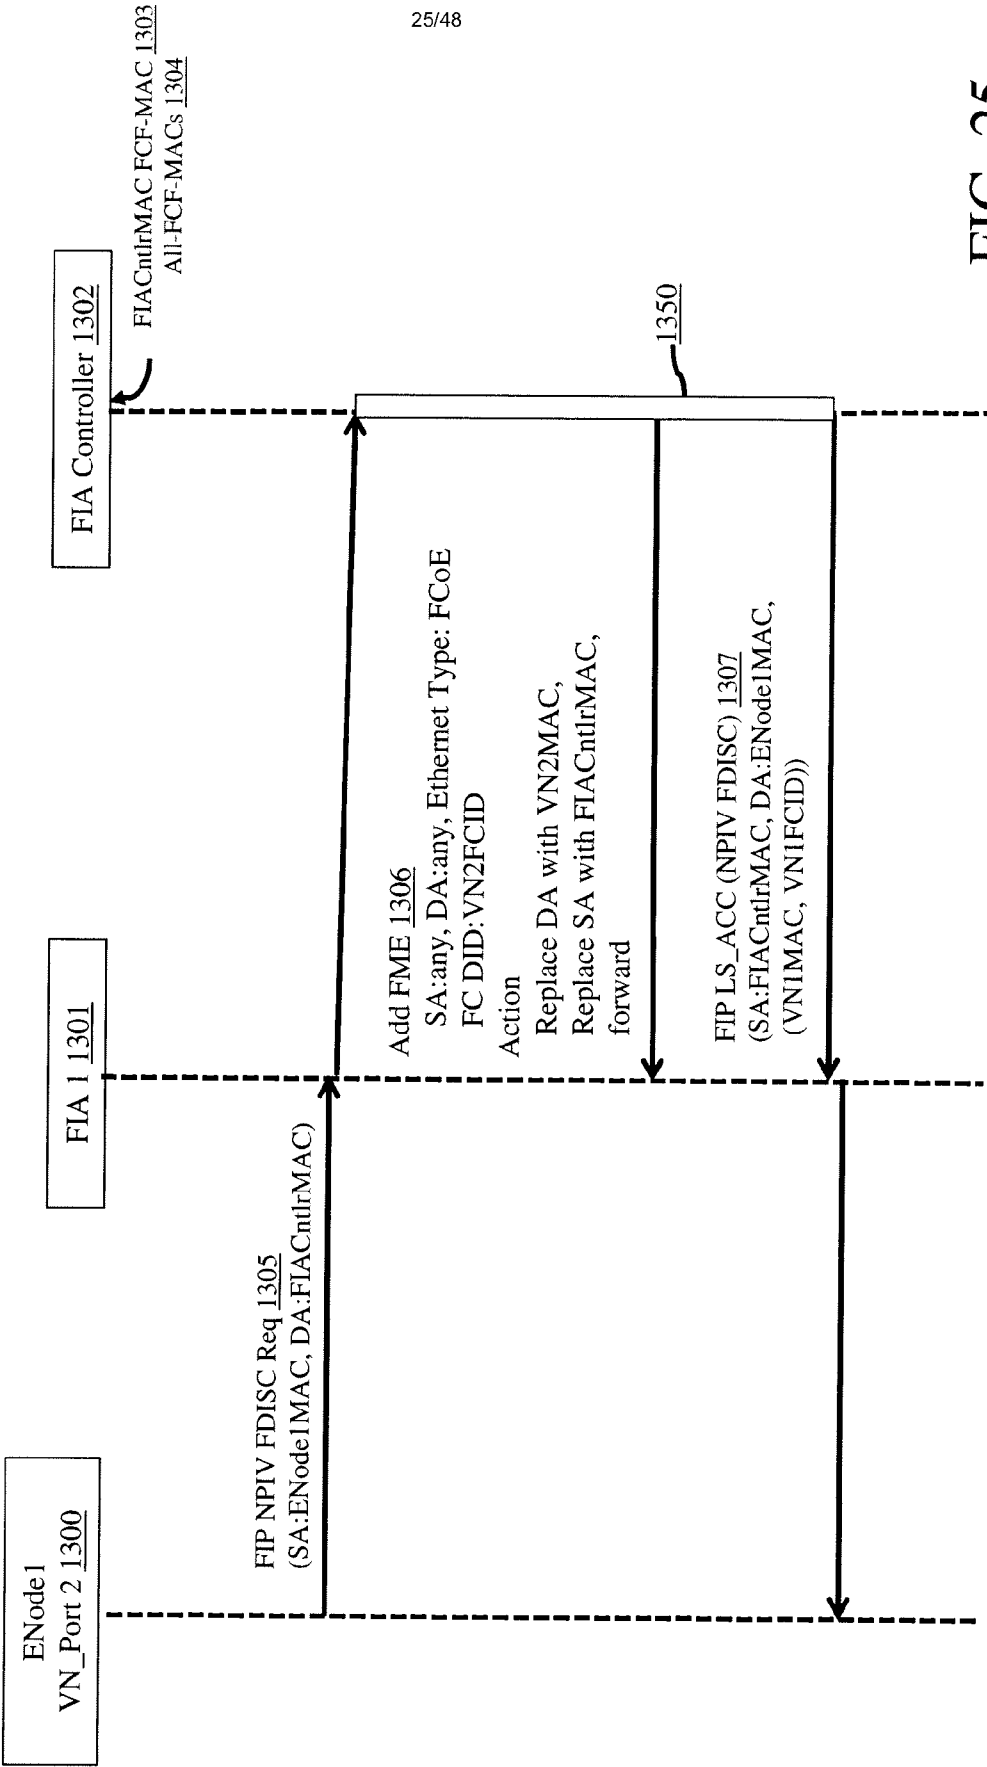 25/48
ENode1
VN_Port 2 1300
FIA 1 1301
FIA Controller 1302
FIACntlrMAC FCF-MAC 1303
All-FCF-MACs 1304
FIP NPIV FDISC Req 1305
(SA:ENode1MAC, DA:FIACntlrMAC)
Add FME 1306
SA:any, DA:any, Ethernet Type: FCoE
FC DID:VN2FCID
Action
Replace DA with VN2MAC,
Replace SA with FIACntlrMAC,
forward
1350
FIP LS_ACC (NPIV FDISC) 1307
(SA:FIACntlrMAC, DA:ENode1MAC,
(VN1MAC, VN1FCID))
FIG. 25